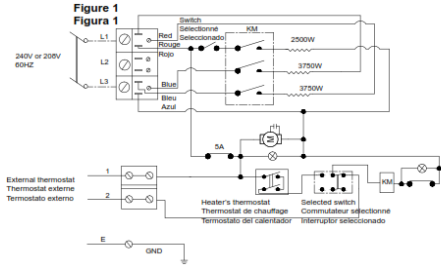 Figure 1
Figura 1
L1
Red
Rouge
Rojo
Switch
Sélectionné
Seleccionado
KM
2500W
240V or 208V
60HZ
L2
3750W
L3
Blue
Bleu
Azul
3750W
M
5A
External thermostat
Thermostat externe
Termostato externo
1
2
KM
Heater's thermostat
Thermostat de chauffage
Termostato del calentador
Selected switch
Commutateur sélectionné
Interruptor seleccionado
E
GND